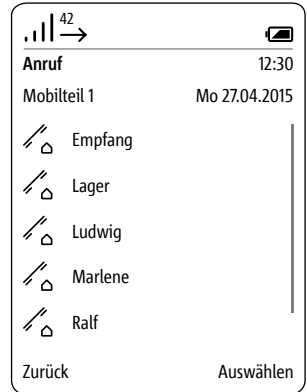 42
Anruf 12:30
Mobilteil 1 Mo 27.04.2015
Empfang
Lager
Ludwig
Marlene
Ralf
Zurück Auswählen